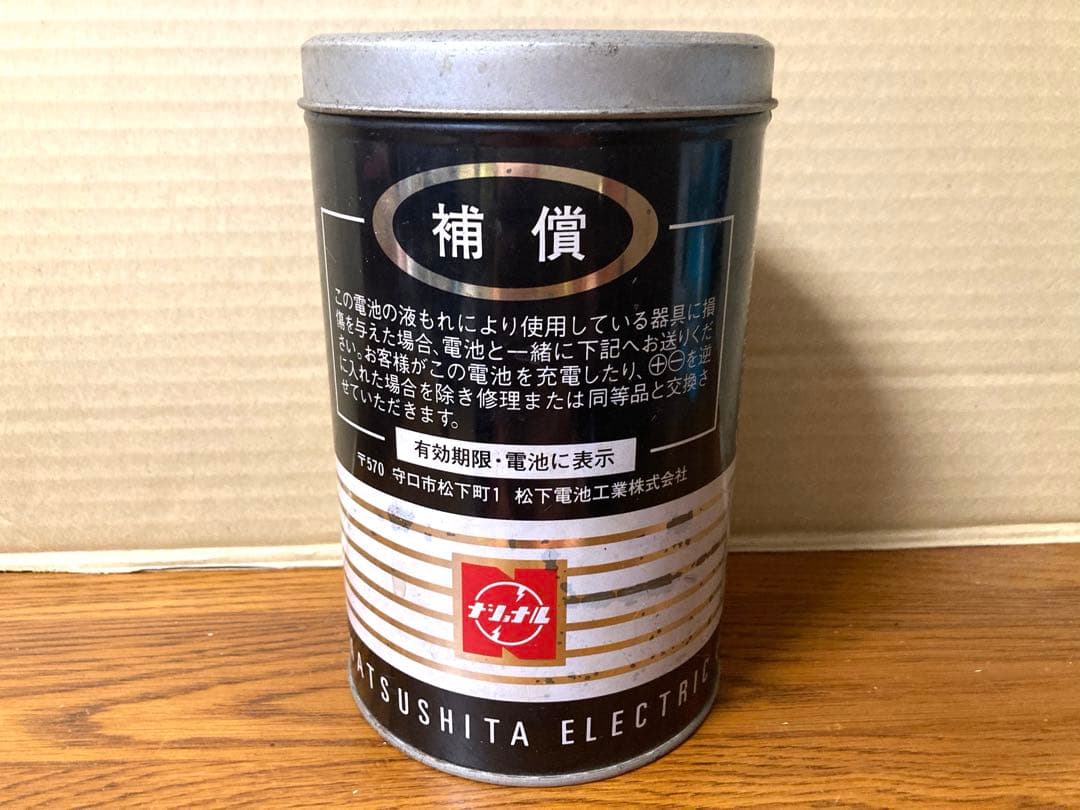 補償
この電池の液もれにより使用している器具に損
傷を与えた場合、電池と一緒に下記へお送りくだ
さい。お客様がこの電池を充電したり、⊕⊖を逆
に入れた場合を除き修理または同等品と交換さ
せていただきます。
有効期限・電池に表示
〒570 守口市松下町1 松下電池工業株式会社
ナショナル
ATSUSHITA ELECTRIC